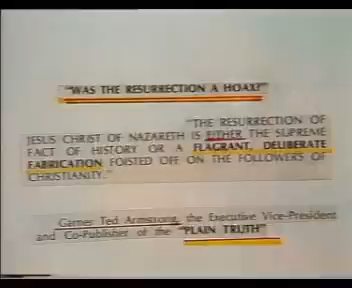 "WAS THE RESURRECTION A HOAX?"
"THE RESURRECTION OF
JESUS CHRIST OF NAZARETH IS EITHER THE SUPREME
FACT OF HISTORY OR A FLAGRANT, DELIBERATE
FABRICATION FOISTED OFF ON THE FOLLOWERS OF
CHRISTIANITY."
Garner Ted Armstrong, the Executive Vice-President
and Co-Publisher of the "PLAIN TRUTH"